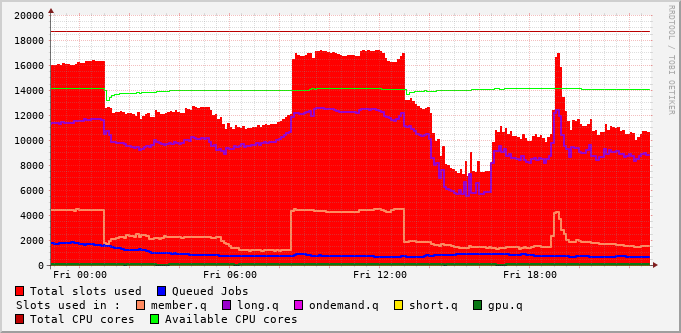 20000
18000
16000
14000
12000
10000
8000
6000
4000
2000
0
Fri 00:00 Fri 06:00 Fri 12:00 Fri 18:00
RRDTOOL / TOBI OETIKER
Total slots used Queued Jobs
Slots used in : member.q long.q ondemand.q short.q gpu.q
Total CPU cores Available CPU cores